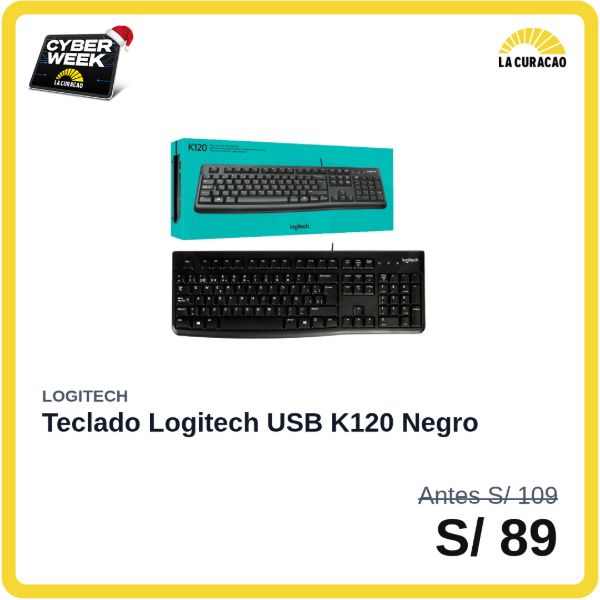 CYBER
WEEK
LA CURACAO
LA CURACAO
K120
logitech
logitech
LOGITECH
Teclado Logitech USB K120 Negro
Antes S/ 109
S/ 89